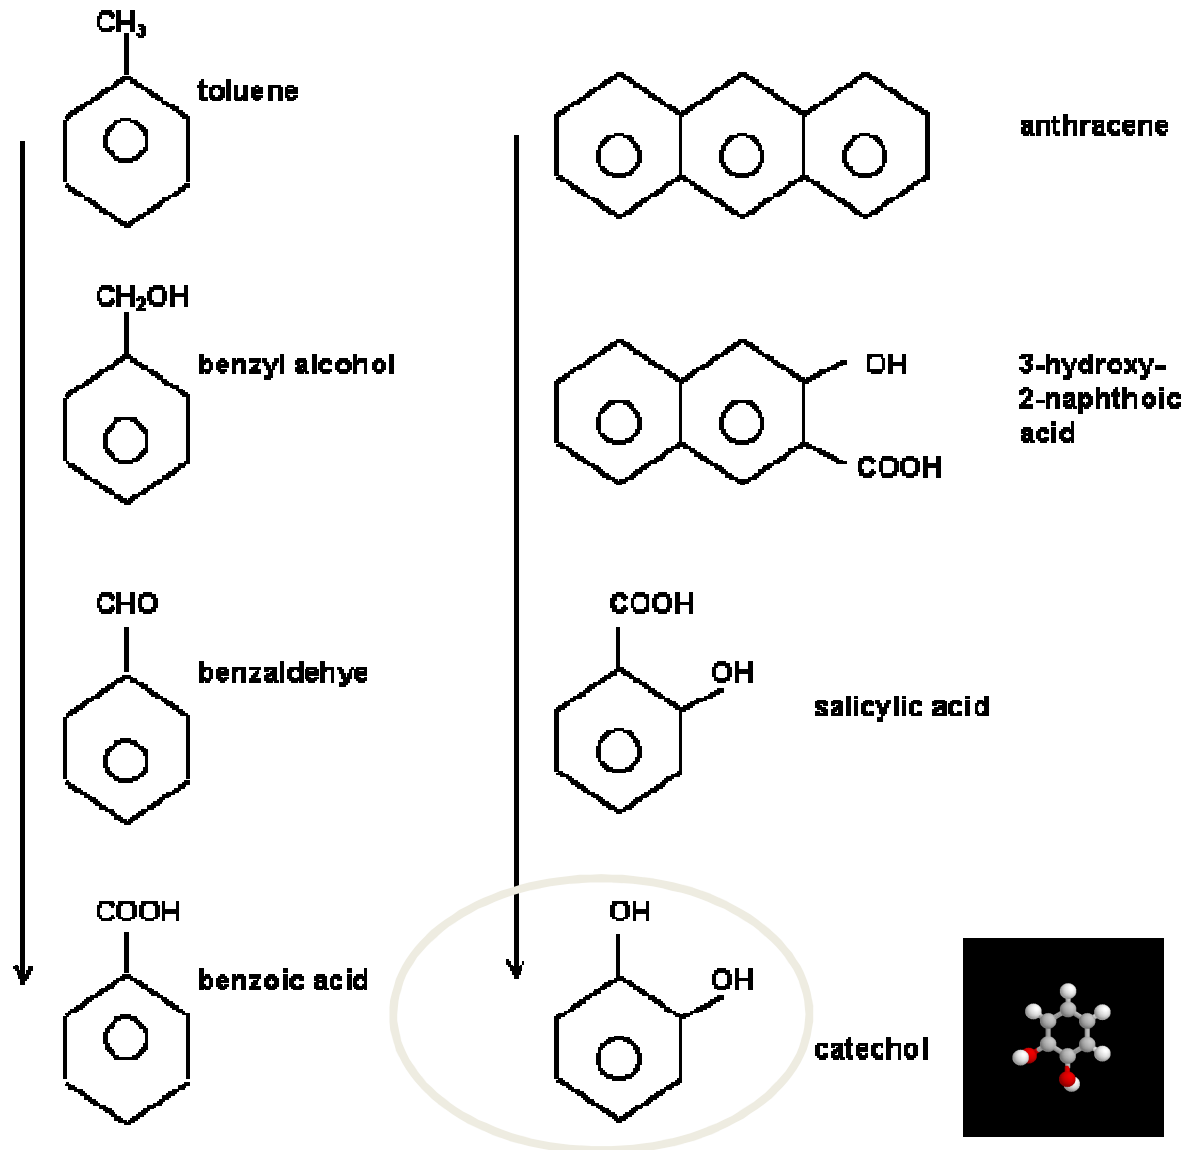 CH₃
toluene
CH₂OH
benzyl alcohol
CHO
benzaldehye
COOH
benzoic acid
anthracene
OH
COOH
3-hydroxy-
2-naphthoic
acid
COOH
OH
salicylic acid
OH
OH
catechol